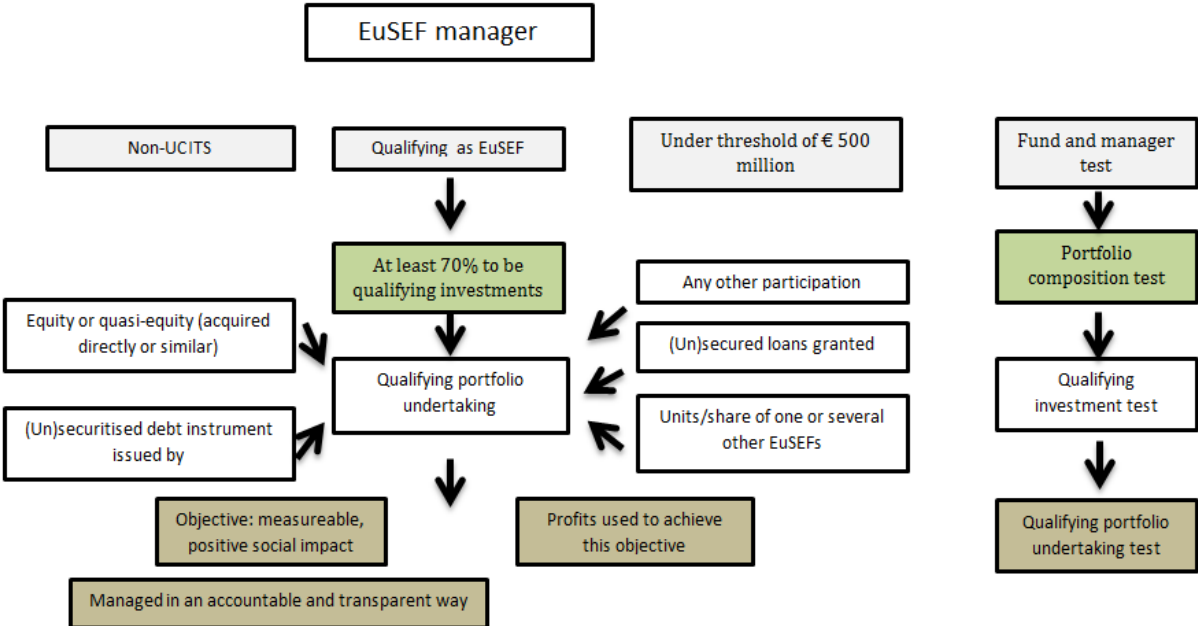 EuSEF manager
Non-UCITS
Qualifying as EuSEF
Under threshold of € 500
million
Fund and manager
test
At least 70% to be
qualifying investments
Portfolio
composition test
Any other participation
Equity or quasi-equity (acquired
directly or similar)
(Un)secured loans granted
Qualifying portfolio
undertaking
Qualifying
investment test
(Un)securitised debt instrument
issued by
Units/share of one or several
other EuSEFs
Objective: measureable,
positive social impact
Profits used to achieve
this objective
Qualifying portfolio
undertaking test
Managed in an accountable and transparent way